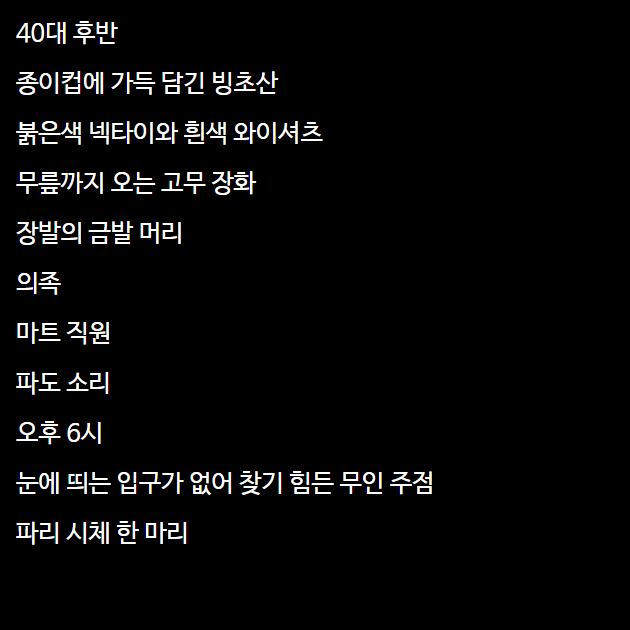 40대 후반
종이컵에 가득 담긴 빙초산
붉은색 넥타이와 흰색 와이셔츠
무릎까지 오는 고무 장화
장발의 금발 머리
의족
마트 직원
파도 소리
오후 6시
눈에 띄는 입구가 없어 찾기 힘든 무인 주점
파리 시체 한 마리